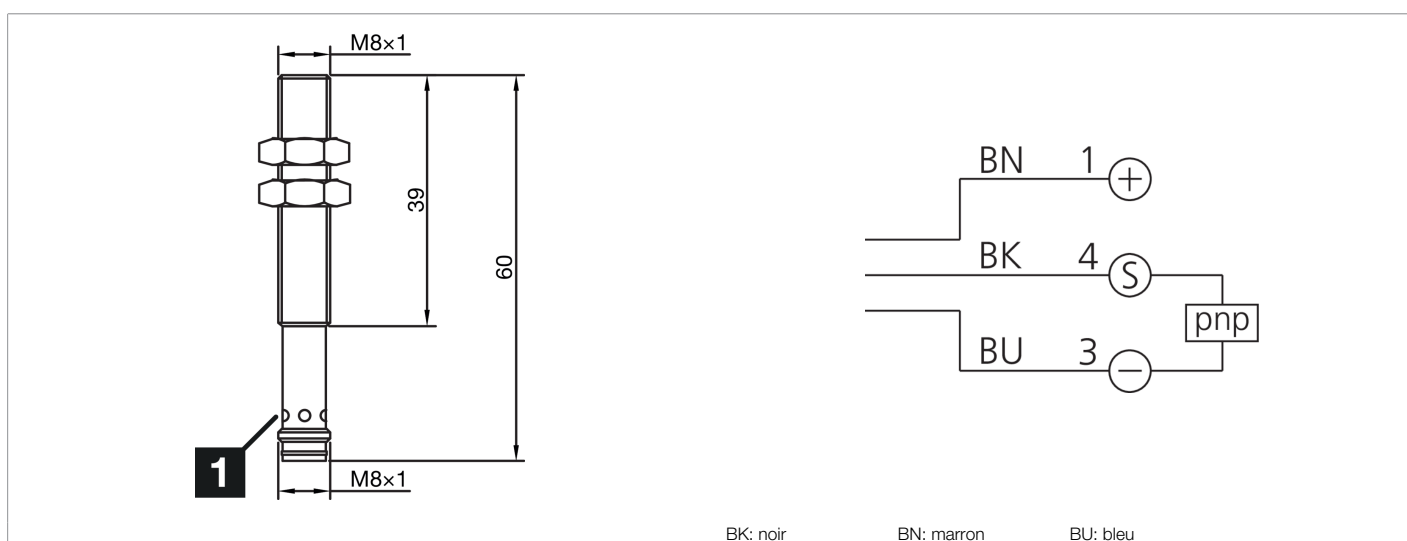 M8×1
39
60
1
M8×1
BN 1 +
BK 4 S
pnp
BU 3 −
BK: noir BN: marron BU: bleu